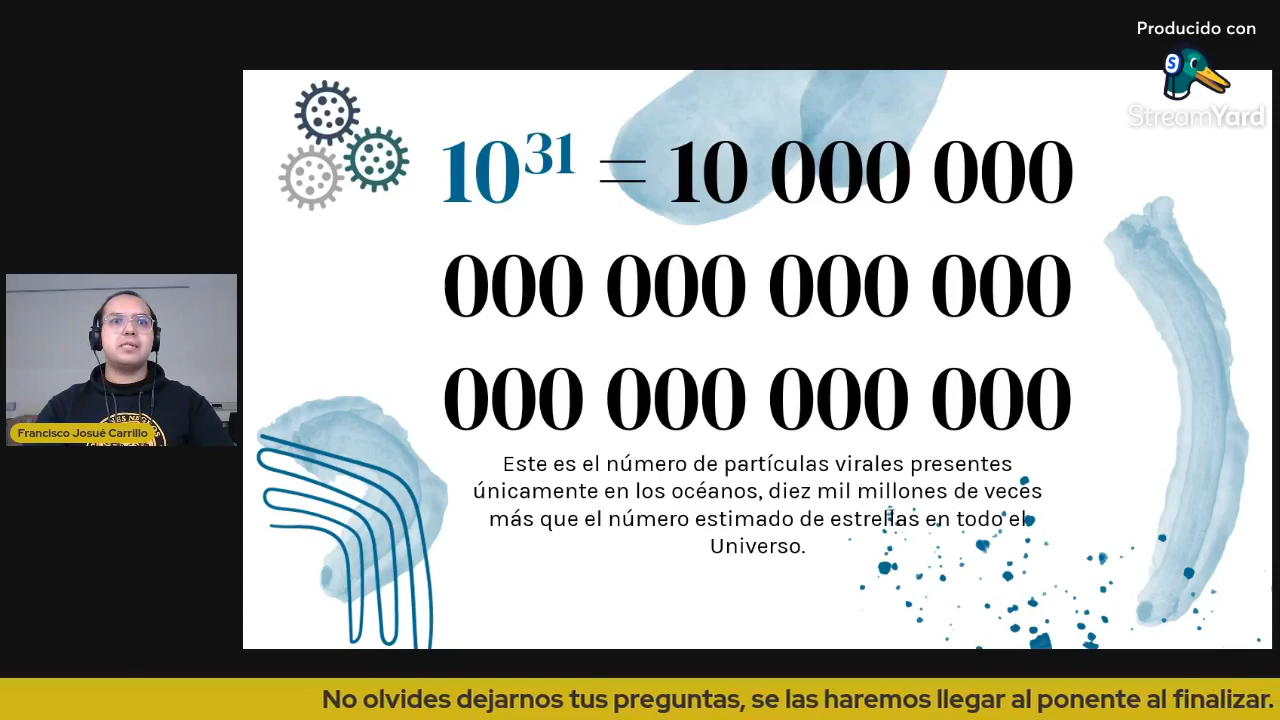 Producido con
StreamYard
10³¹ = 10 000 000
000 000 000 000
000 000 000 000
Este es el número de partículas virales presentes
únicamente en los océanos, diez mil millones de veces
más que el número estimado de estrellas en todo el
Universo.
Francisco Josué Carrillo
No olvides dejarnos tus preguntas, se las haremos llegar al ponente al finalizar.